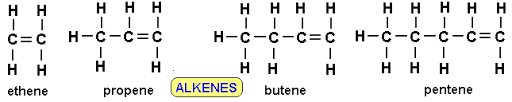 H H H H H H H H H H H H H H
C=C H–C–C=C H–C–C–C=C H–C–C–C–C=C
H H H H H H H H H H H
ethene propene ALKENES butene pentene